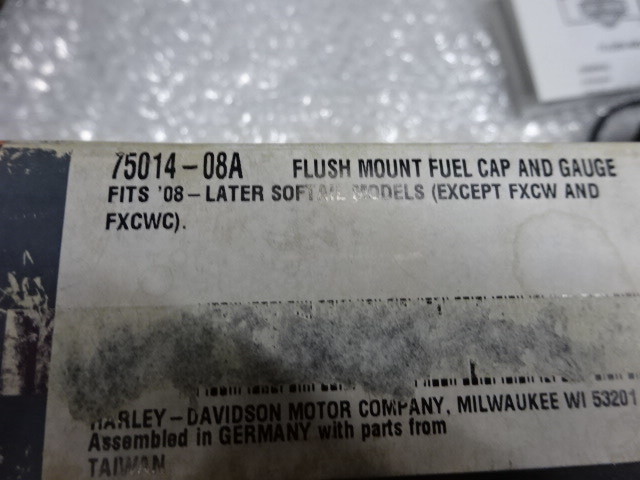 75014-08A FLUSH MOUNT FUEL CAP AND GAUGE
FITS '08-LATER SOFTAIL MODELS (EXCEPT FXCW AND
FXCWC).
HARLEY-DAVIDSON MOTOR COMPANY, MILWAUKEE WI 53201
Assembled in GERMANY with parts from
TAIWAN